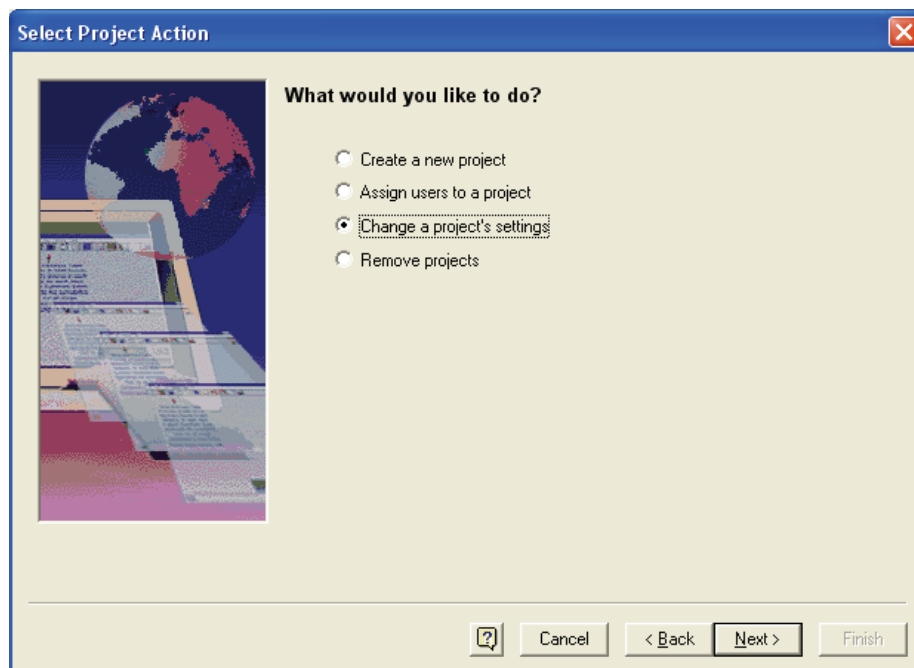 Select Project Action
What would you like to do?
Create a new project
Assign users to a project
Change a project's settings
Remove projects
? Cancel < Back Next > Finish